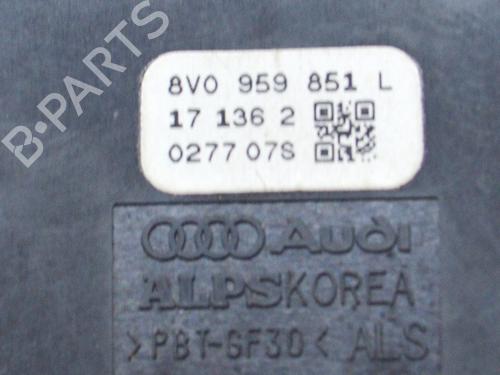 B-PARTS
8V0 959 851 L
17 136 2
0277 07S
Audi
ALPSKOREA
>PBT-GF30< ALS